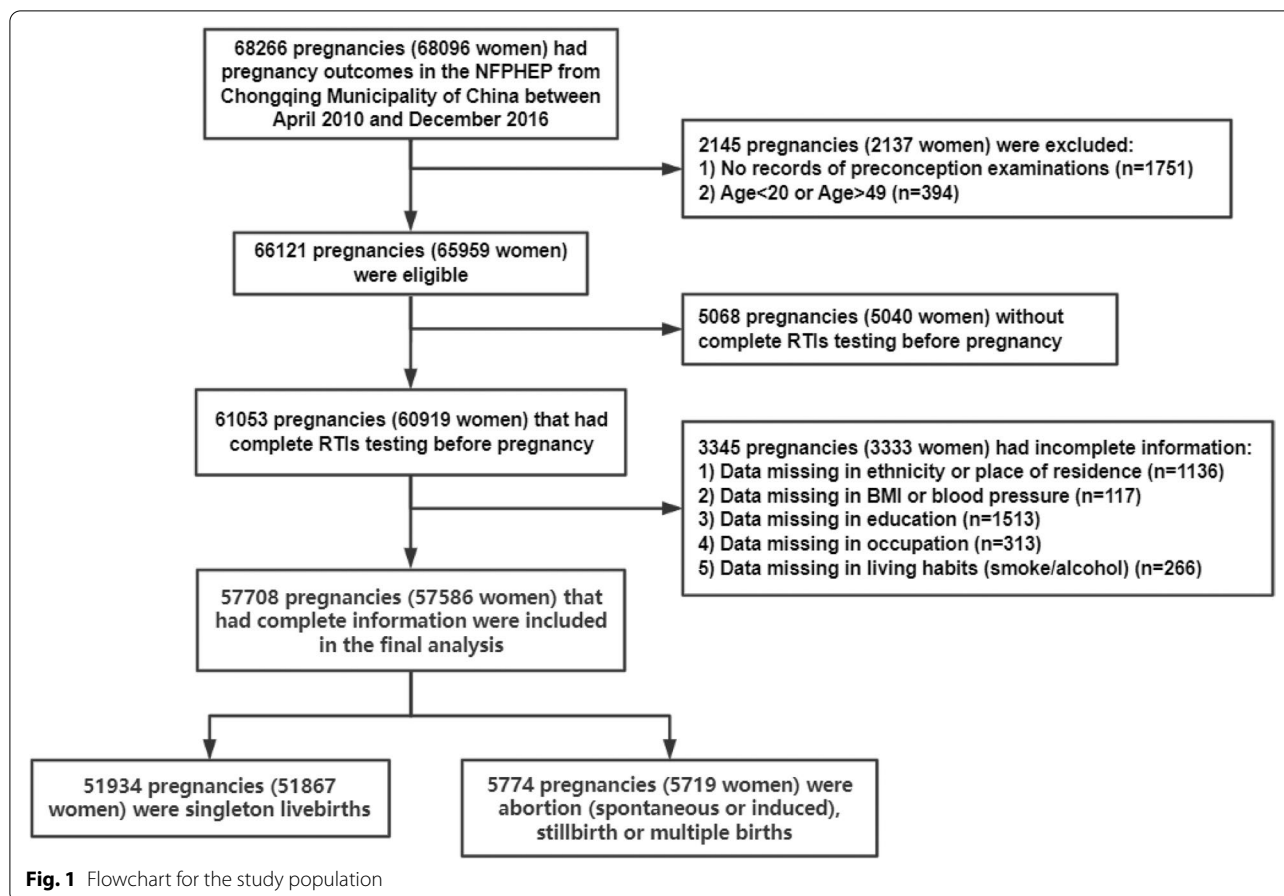 68266 pregnancies (68096 women) had
pregnancy outcomes in the NFPHEP from
Chongqing Municipality of China between
April 2010 and December 2016
2145 pregnancies (2137 women) were excluded:
1) No records of preconception examinations (n=1751)
2) Age<20 or Age>49 (n=394)
66121 pregnancies (65959 women)
were eligible
5068 pregnancies (5040 women) without
complete RTIs testing before pregnancy
61053 pregnancies (60919 women) that had
complete RTIs testing before pregnancy
3345 pregnancies (3333 women) had incomplete information:
1) Data missing in ethnicity or place of residence (n=1136)
2) Data missing in BMI or blood pressure (n=117)
3) Data missing in education (n=1513)
4) Data missing in occupation (n=313)
5) Data missing in living habits (smoke/alcohol) (n=266)
57708 pregnancies (57586 women) that
had complete information were included
in the final analysis
51934 pregnancies (51867
women) were singleton livebirths
5774 pregnancies (5719 women) were
abortion (spontaneous or induced),
stillbirth or multiple births
Fig. 1 Flowchart for the study population